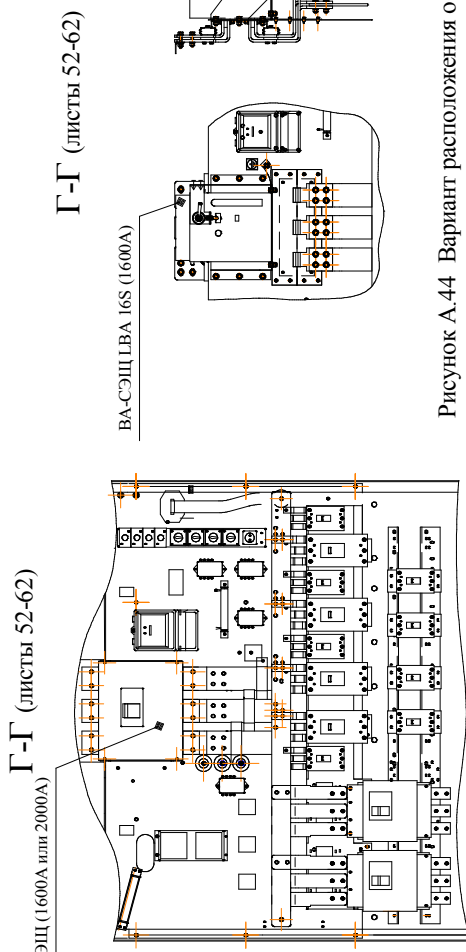 Г-Г (листы 52-62)
ВА-СЭЩ LBA 16S (1600А)
Г-Г (листы 52-62)
ЭЩ (1600А или 2000А)
Рисунок А.44 Вариант расположения о